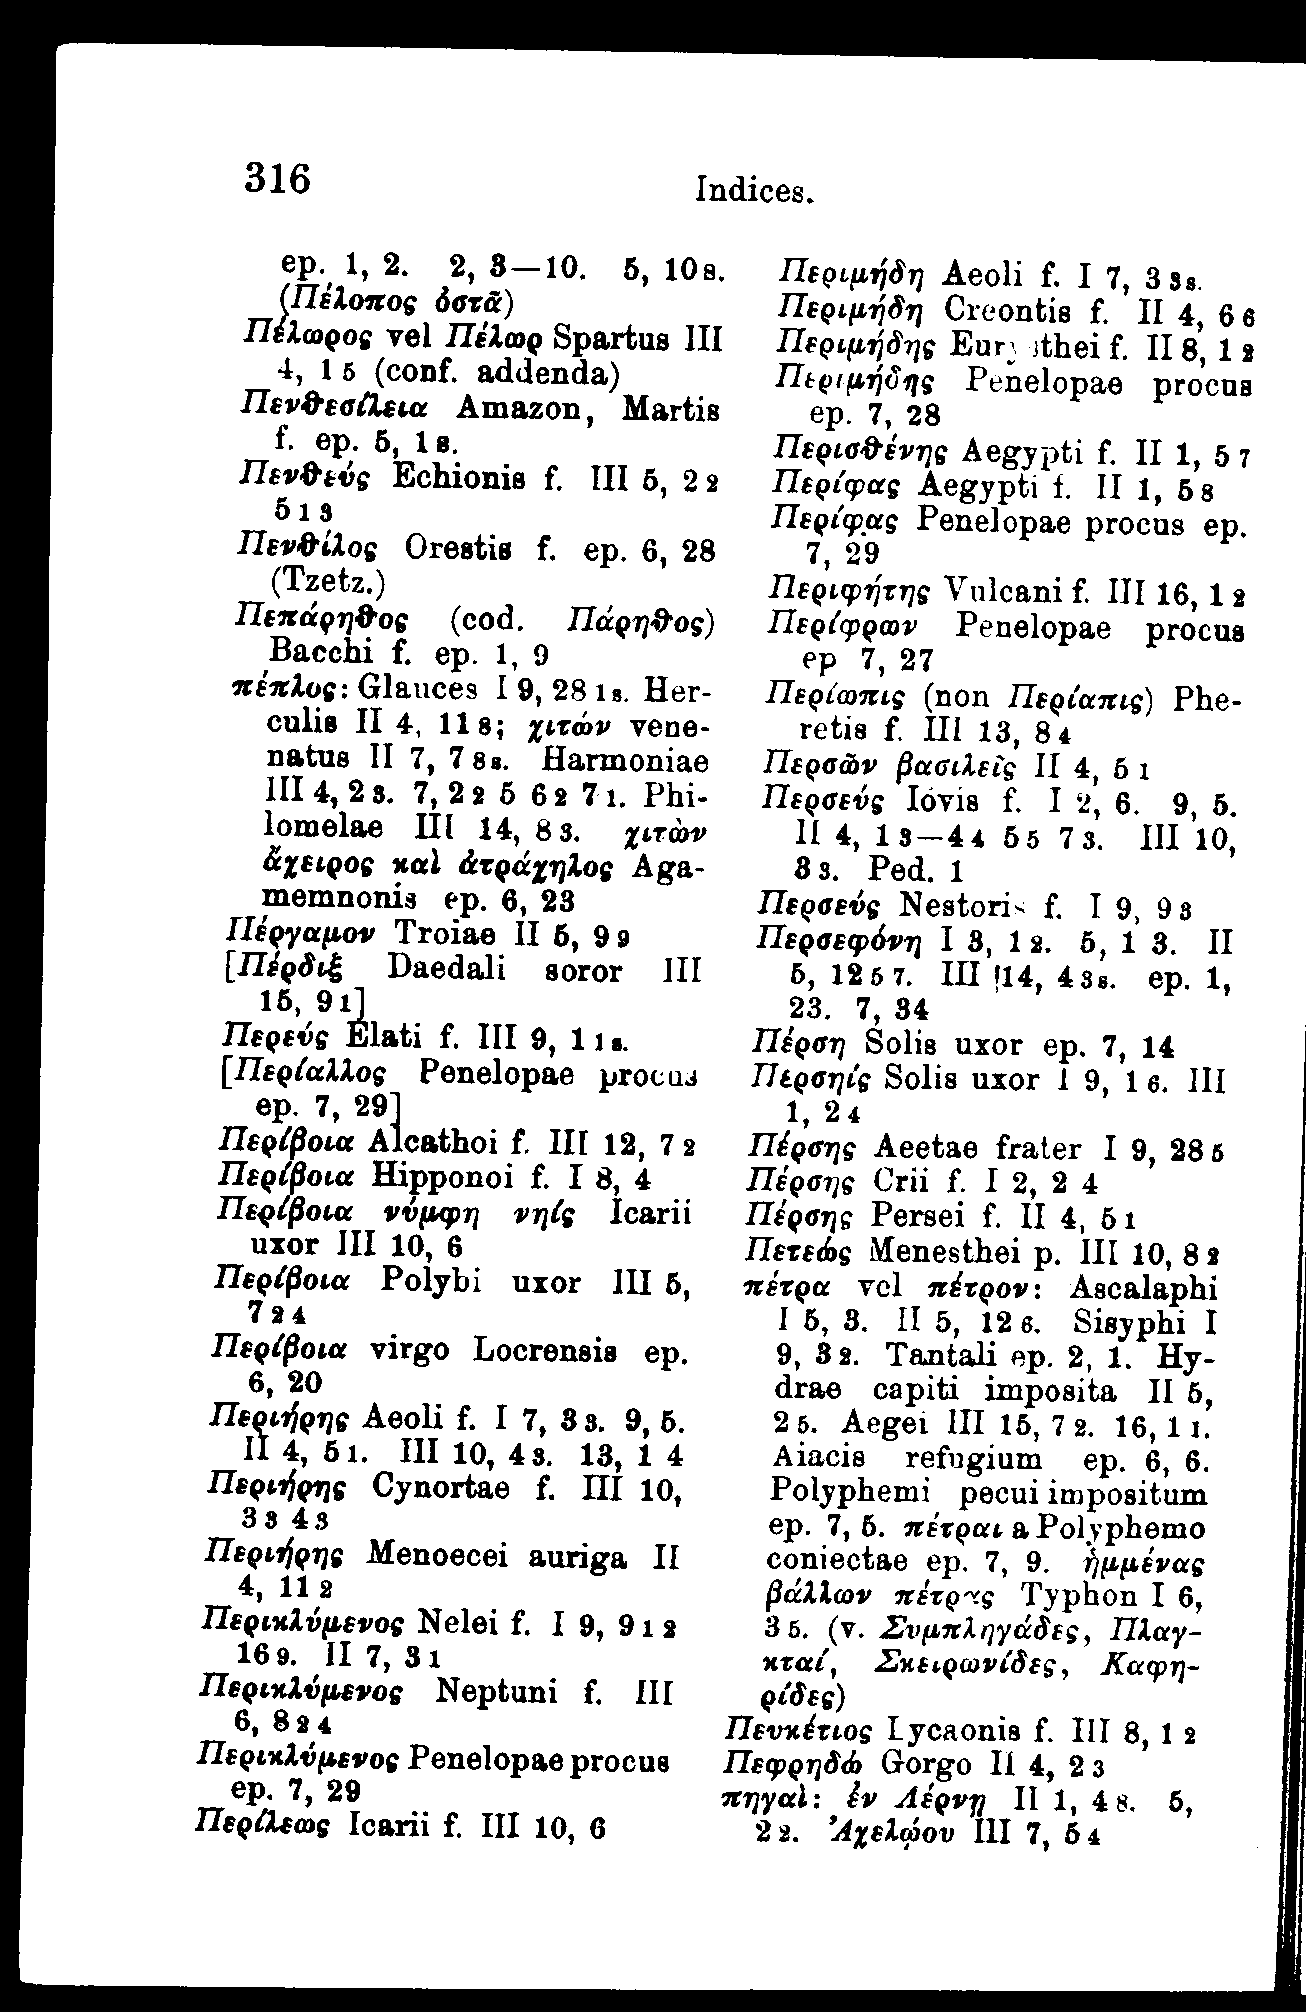 316
Indices.
ep. 1, 2. 2, 3—10. 5, 10 s.
(Πέλοπος ὀστᾶ)
Πέλωρος vel Πέλωρ Spartus III
4, 1 5 (conf. addenda)
Πενθεσίλεια Amazon, Martis
f. ep. 5, 1 s.
Πενθεύς Echionis f. III 5, 2 2
5 1 3
Πενθίλος Orestis f. ep. 6, 28
(Tzetz.)
Πεπάρηθος (cod. Πάρηθος)
Bacchi f. ep. 1, 9
πέπλος: Glauces I 9, 28 1 s. Her-
culis II 4, 11 8; χιτών vene-
natus II 7, 7 8 s. Harmoniae
III 4, 2 3. 7, 2 2 5 6 2 7 1. Phi-
lomelae III 14, 8 3. χιτὼν
ἄχειρος καὶ ἀτράχηλος Aga-
memnonis ep. 6, 23
Πέργαμον Troiae II 5, 9 9
[Πέρδιξ Daedali soror III
15, 9 1]
Περεύς Elati f. III 9, 1 1 s.
[Περίαλλος Penelopae procus
ep. 7, 29]
Περίβοια Alcathoi f. III 12, 7 2
Περίβοια Hipponoi f. I 8, 4
Περίβοια νύμφη νηίς Icarii
uxor III 10, 6
Περίβοια Polybi uxor III 5,
7 2 4
Περίβοια virgo Locrensis ep.
6, 20
Περιήρης Aeoli f. I 7, 3 3. 9, 5.
II 4, 5 1. III 10, 4 3. 13, 1 4
Περιήρης Cynortae f. III 10,
3 3 4 3
Περιήρης Menoecei auriga II
4, 11 2
Περικλύμενος Nelei f. I 9, 9 1 2
16 9. II 7, 3 1
Περικλύμενος Neptuni f. III
6, 8 2 4
Περικλύμενος Penelopae procus
ep. 7, 29
Περίλεως Icarii f. III 10, 6
Περιμήδη Aeoli f. I 7, 3 3 s.
Περιμήδη Creontis f. II 4, 6 6
Περιμήδης f. II 8, 1 2
Περιμήδης Penelopae procus
ep. 7, 28
Περισθένης Aegypti f. II 1, 5 7
Περίφας Aegypti f. II 1, 5 8
Περίφας Penelopae procus ep.
7, 29
Περιφήτης Vulcani f. III 16, 1 2
Περίφρων Penelopae procus
ep 7, 27
Περίωπις (non Περίαπις) Phe-
retis f. III 13, 8 4
Περσῶν βασιλεῖς II 4, 5 1
Περσεύς Iovis f. I 2, 6. 9, 5.
II 4, 1 3—4 4 5 5 7 3. III 10,
3 3. Ped. 1
Περσεύς Nestoris f. I 9, 9 3
Περσεφόνη I 3, 1 2. 5, 1 3. II
5, 12 5 7. III 14, 4 3 s. ep. 1,
23. 7, 34
Πέρση Solis uxor ep. 7, 14
Περσηίς Solis uxor I 9, 1 6. III
1, 2 4
Πέρσης Aeetae frater I 9, 28 5
Πέρσης Crii f. I 2, 2 4
Πέρσης Persei f. II 4, 5 1
Πετεώς Menesthei p. III 10, 8 2
πέτρα vel πέτρον: Ascalaphi
I 5, 3. II 5, 12 6. Sisyphi I
9, 3 2. Tantali ep. 2, 1. Hy-
drae capiti imposita II 5,
2 5. Aegei III 15, 7 2. 16, 1 1.
Aiacis refugium ep. 6, 6.
Polyphemi pecui impositum
ep. 7, 5. πέτραι a Polyphemo
coniectae ep. 7, 9. ἡμμένας
βάλλων πέτρας Typhon I 6,
3 5. (v. Συμπληγάδες, Πλαγ-
κταί, Σκειρωνίδες, Καφη-
ρίδες)
Πευκέτιος Lycaonis f. III 8, 1 2
Πεφρηδώ Gorgo II 4, 2 3
πηγαὶ: ἐν Λέρνῃ II 1, 4 8. 5,
2 2. Ἀχελῴου III 7, 5 4